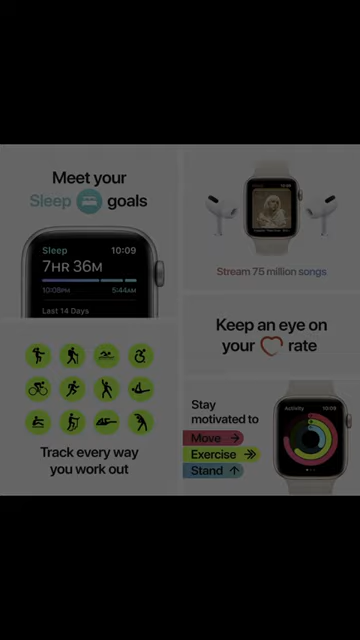 Meet your
Sleep goals
Sleep 10:09
7HR 36M
10:08PM 5:44AM
Last 14 Days
Stream 75 million songs
Keep an eye on
your rate
Track every way
you work out
Stay
motivated to
Move
Exercise
Stand
Activity 10:09